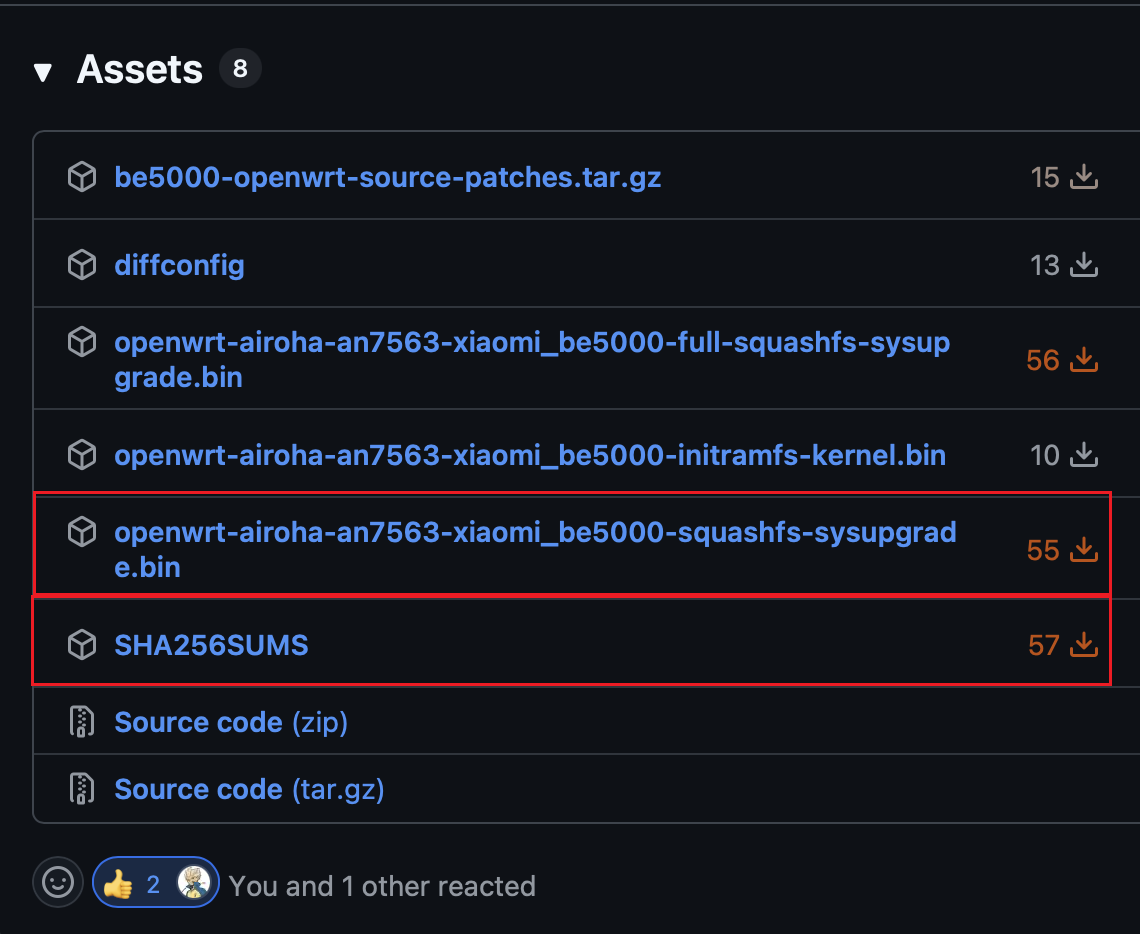 Assets 8
be5000-openwrt-source-patches.tar.gz 15
diffconfig 13
openwrt-airoha-an7563-xiaomi_be5000-full-squashfs-sysup
grade.bin 56
openwrt-airoha-an7563-xiaomi_be5000-initramfs-kernel.bin 10
openwrt-airoha-an7563-xiaomi_be5000-squashfs-sysupgrad
e.bin 55
SHA256SUMS 57
Source code (zip)
Source code (tar.gz)
2 You and 1 other reacted